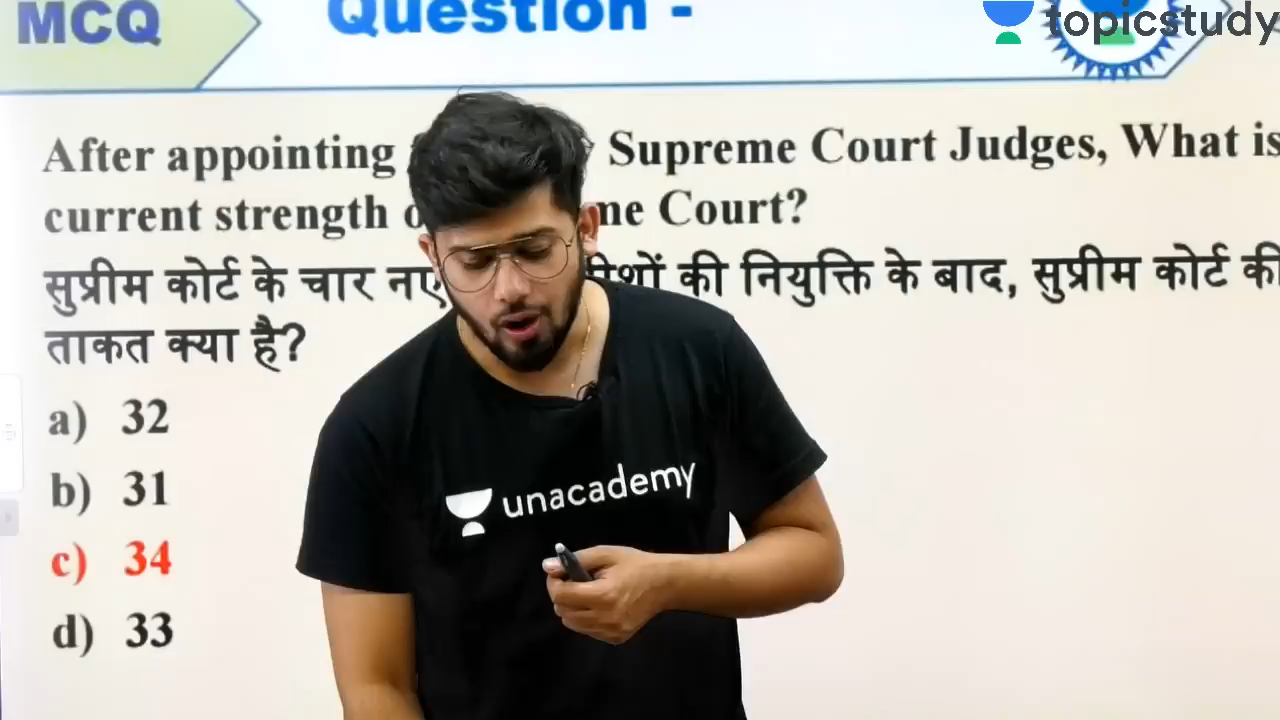 MCQ
Question -
topicstudy
After appointing Supreme Court Judges, What is
current strength Court?
सुप्रीम कोर्ट के चार नए की नियुक्ति के बाद, सुप्रीम कोर्ट की
ताकत क्या है?
a) 32
b) 31
c) 34
d) 33
unacademy